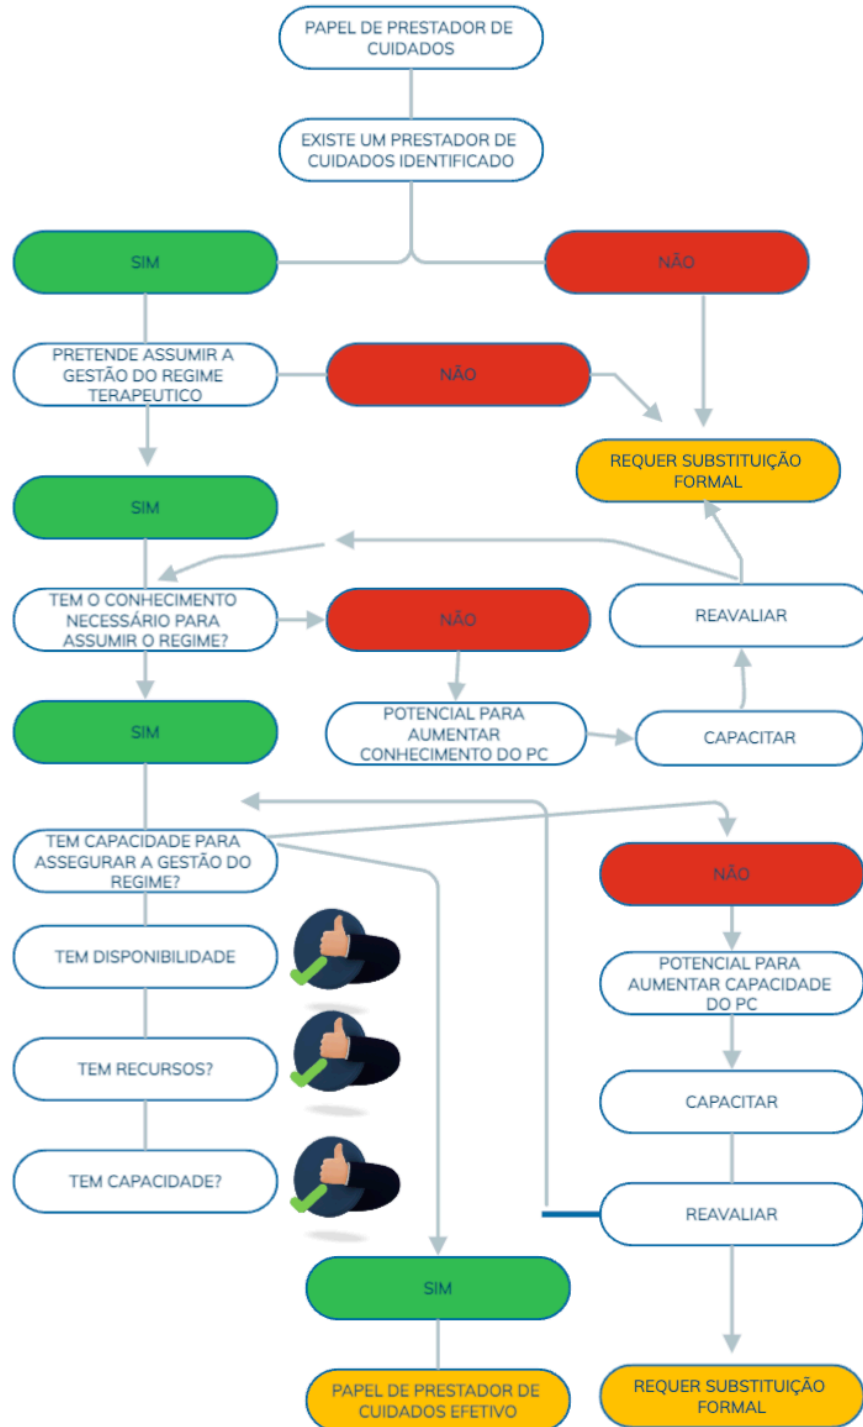 PAPEL DE PRESTADOR DE
CUIDADOS
EXISTE UM PRESTADOR DE
CUIDADOS IDENTIFICADO
SIM
NÃO
PRETENDE ASSUMIR A
GESTÃO DO REGIME
TERAPEUTICO
NÃO
REQUER SUBSTITUIÇÃO
FORMAL
SIM
TEM O CONHECIMENTO
NECESSÁRIO PARA
ASSUMIR O REGIME?
NÃO
REAVALIAR
SIM
POTENCIAL PARA
AUMENTAR
CONHECIMENTO DO PC
CAPACITAR
TEM CAPACIDADE PARA
ASSEGURAR A GESTÃO DO
REGIME?
NÃO
TEM DISPONIBILIDADE
POTENCIAL PARA
AUMENTAR CAPACIDADE
DO PC
TEM RECURSOS?
CAPACITAR
TEM CAPACIDADE?
REAVALIAR
SIM
PAPEL DE PRESTADOR DE
CUIDADOS EFETIVO
REQUER SUBSTITUIÇÃO
FORMAL